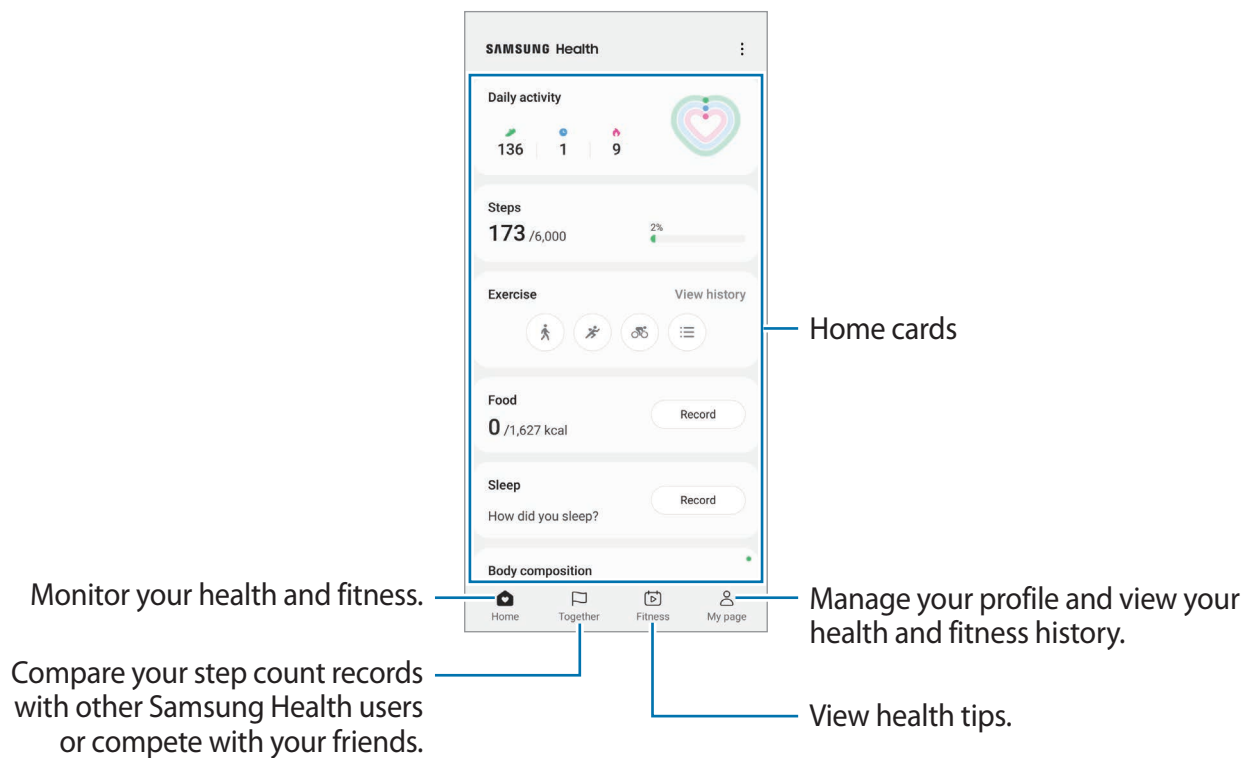 SAMSUNG Health
Daily activity
136 1 9
Steps
173 /6,000
2%
Exercise View history
Home cards
Food
0 /1,627 kcal
Record
Sleep
How did you sleep?
Record
Body composition
Home Together Fitness My page
Monitor your health and fitness.
Compare your step count records
with other Samsung Health users
or compete with your friends.
Manage your profile and view your
health and fitness history.
View health tips.